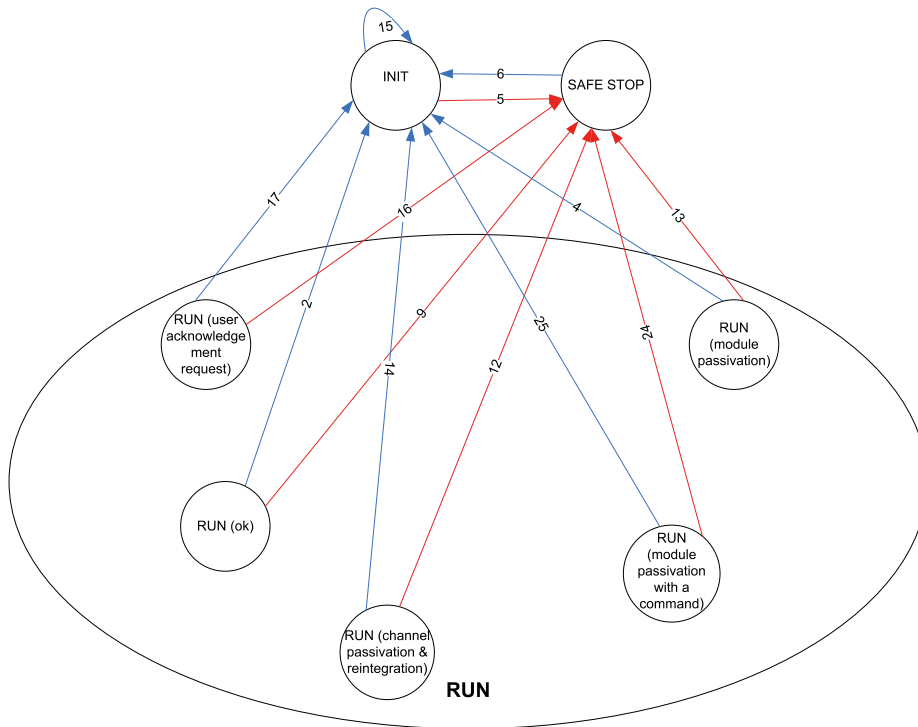 15
INIT
6
SAFE STOP
5
17
16
4
13
2
9
25
24
RUN (user
acknowledge
ment
request)
RUN
(module
passivation)
14
12
RUN (ok)
RUN
(module
passivation
with a
command)
RUN (channel
passivation &
reintegration)
RUN